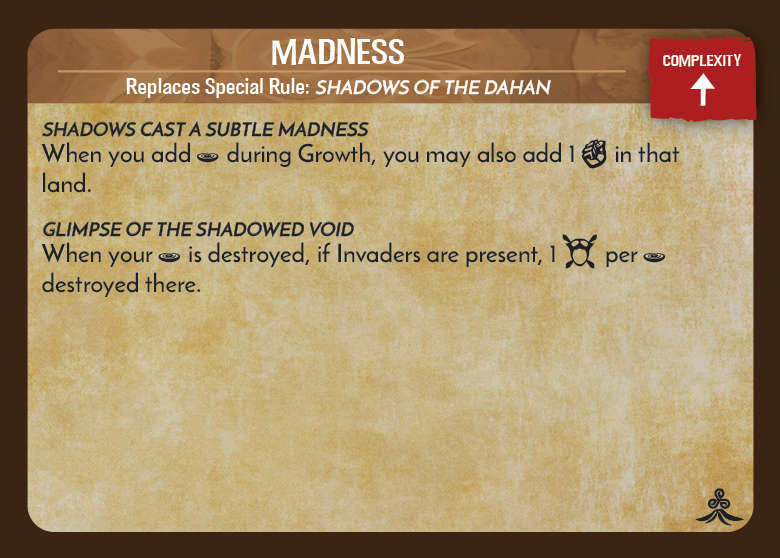 MADNESS
COMPLEXITY
Replaces Special Rule: SHADOWS OF THE DAHAN
SHADOWS CAST A SUBTLE MADNESS
When you add during Growth, you may also add 1 in that
land.
GLIMPSE OF THE SHADOWED VOID
When your is destroyed, if Invaders are present, 1 per
destroyed there.